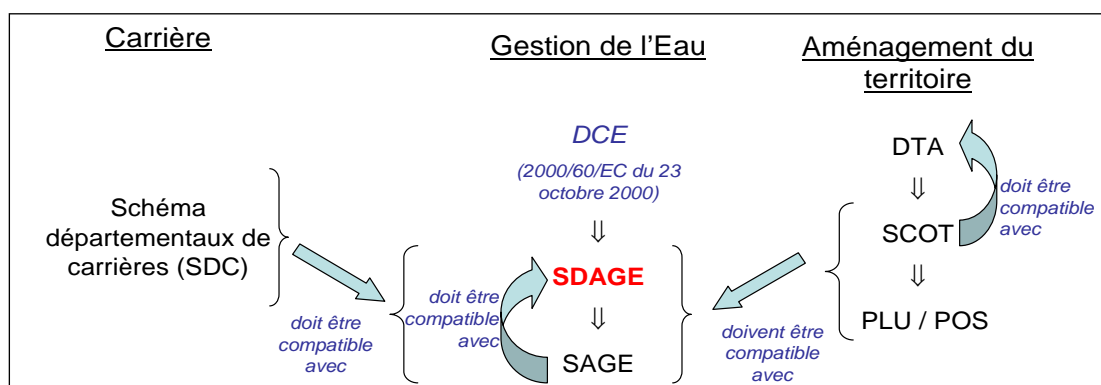 Carrière
Gestion de l'Eau
Aménagement du
territoire
DCE
(2000/60/EC du 23
octobre 2000)
⇓
SDAGE
⇓
SAGE
doit être
compatible
avec
Schéma
départementaux de
carrières (SDC)
doit être
compatible
avec
DTA
⇓
SCOT
⇓
PLU / POS
doit être
compatible
avec
doivent être
compatible
avec